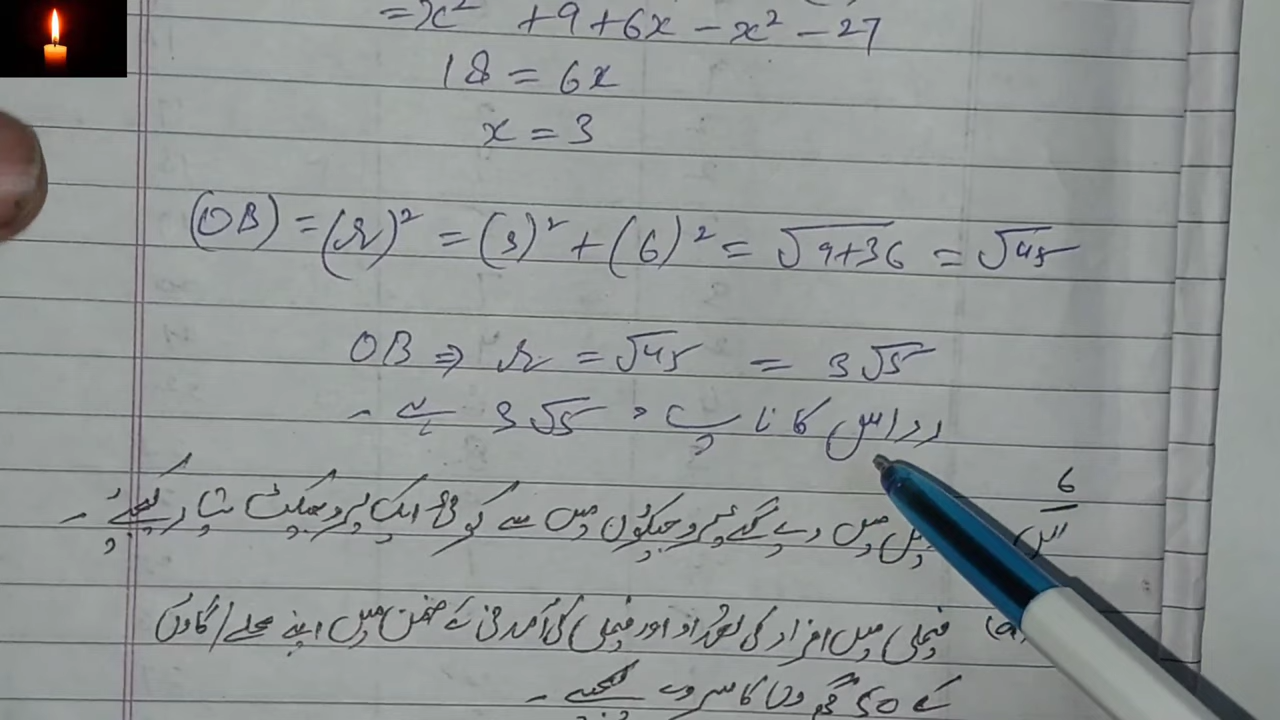 = x² + 9 + 6x - x² - 27
18 = 6x
x = 3
(OB) = (r)² = (3)² + (6)² = √9+36 = √45
OB ⇒ r = √45 = 3√5
رداس کا ناپ 3√5 ہے ۔
6
ذیل میں دیے گئے پروجیکٹوں میں سے کوئی ایک پروجیکٹ تیار کیجیے ۔
(a) فیملی میں افراد کی تعداد اور فیملی کی آمدنی کے ضمن میں اپنے محلے/گاوں
کے 50 گھروں کا سروے کیجیے ۔